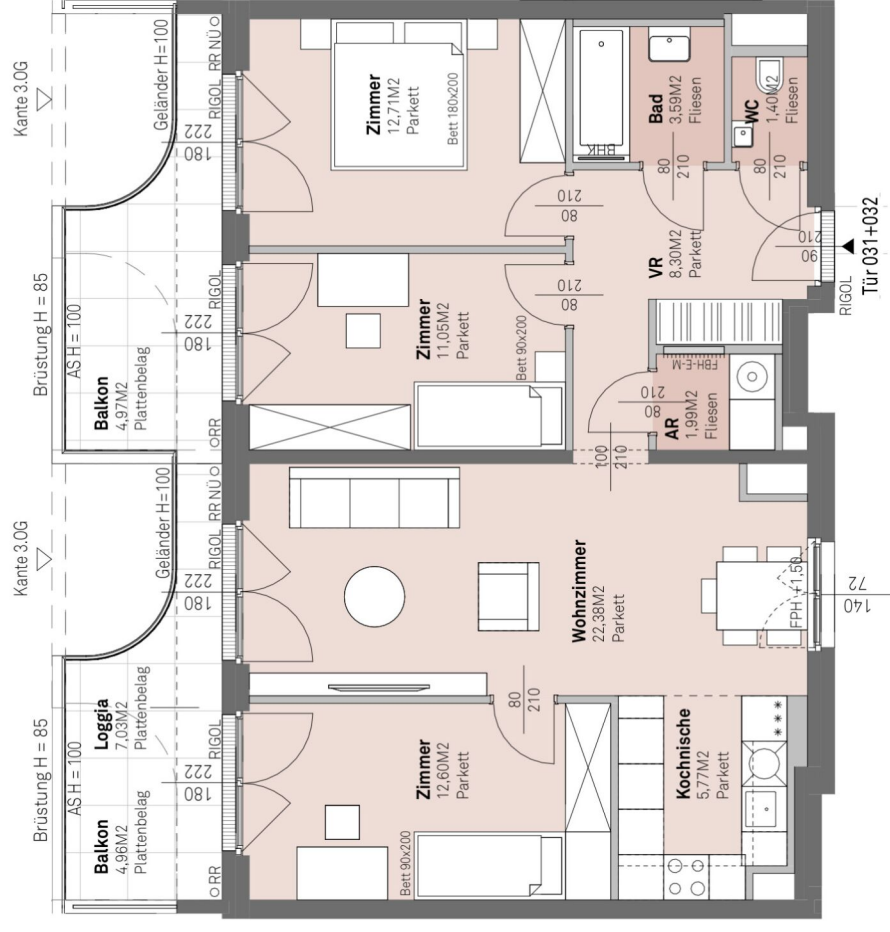 Kante 3.OG
Geländer H=100
RR NÜ
RIGOL
180
222
Zimmer
12,71M2
Parkett
Bett 180x200
BHK
Bad
3,59M2
Fliesen
80
210
WC
1,40M2
Fliesen
80
210
80
210
VR
8,30M2
Parkett
90
210
RIGOL
Tür 031+032
Brüstung H = 85
AS H = 100
Balkon
4,97M2
Plattenbelag
RIGOL
180
222
RR
Zimmer
11,05M2
Parkett
Bett 90x200
80
210
FBH-E-M
AR
1,99M2
Fliesen
80
210
100
210
Kante 3.OG
Geländer H=100
RR NÜ
RIGOL
180
222
Wohnzimmer
22,38M2
Parkett
FPH +1,50
140
72
Brüstung H = 85
AS H = 100
Loggia
7,03M2
Plattenbelag
Balkon
4,96M2
Plattenbelag
RIGOL
180
222
RR
Zimmer
12,60M2
Parkett
Bett 90x200
80
210
Kochnische
5,77M2
Parkett
***